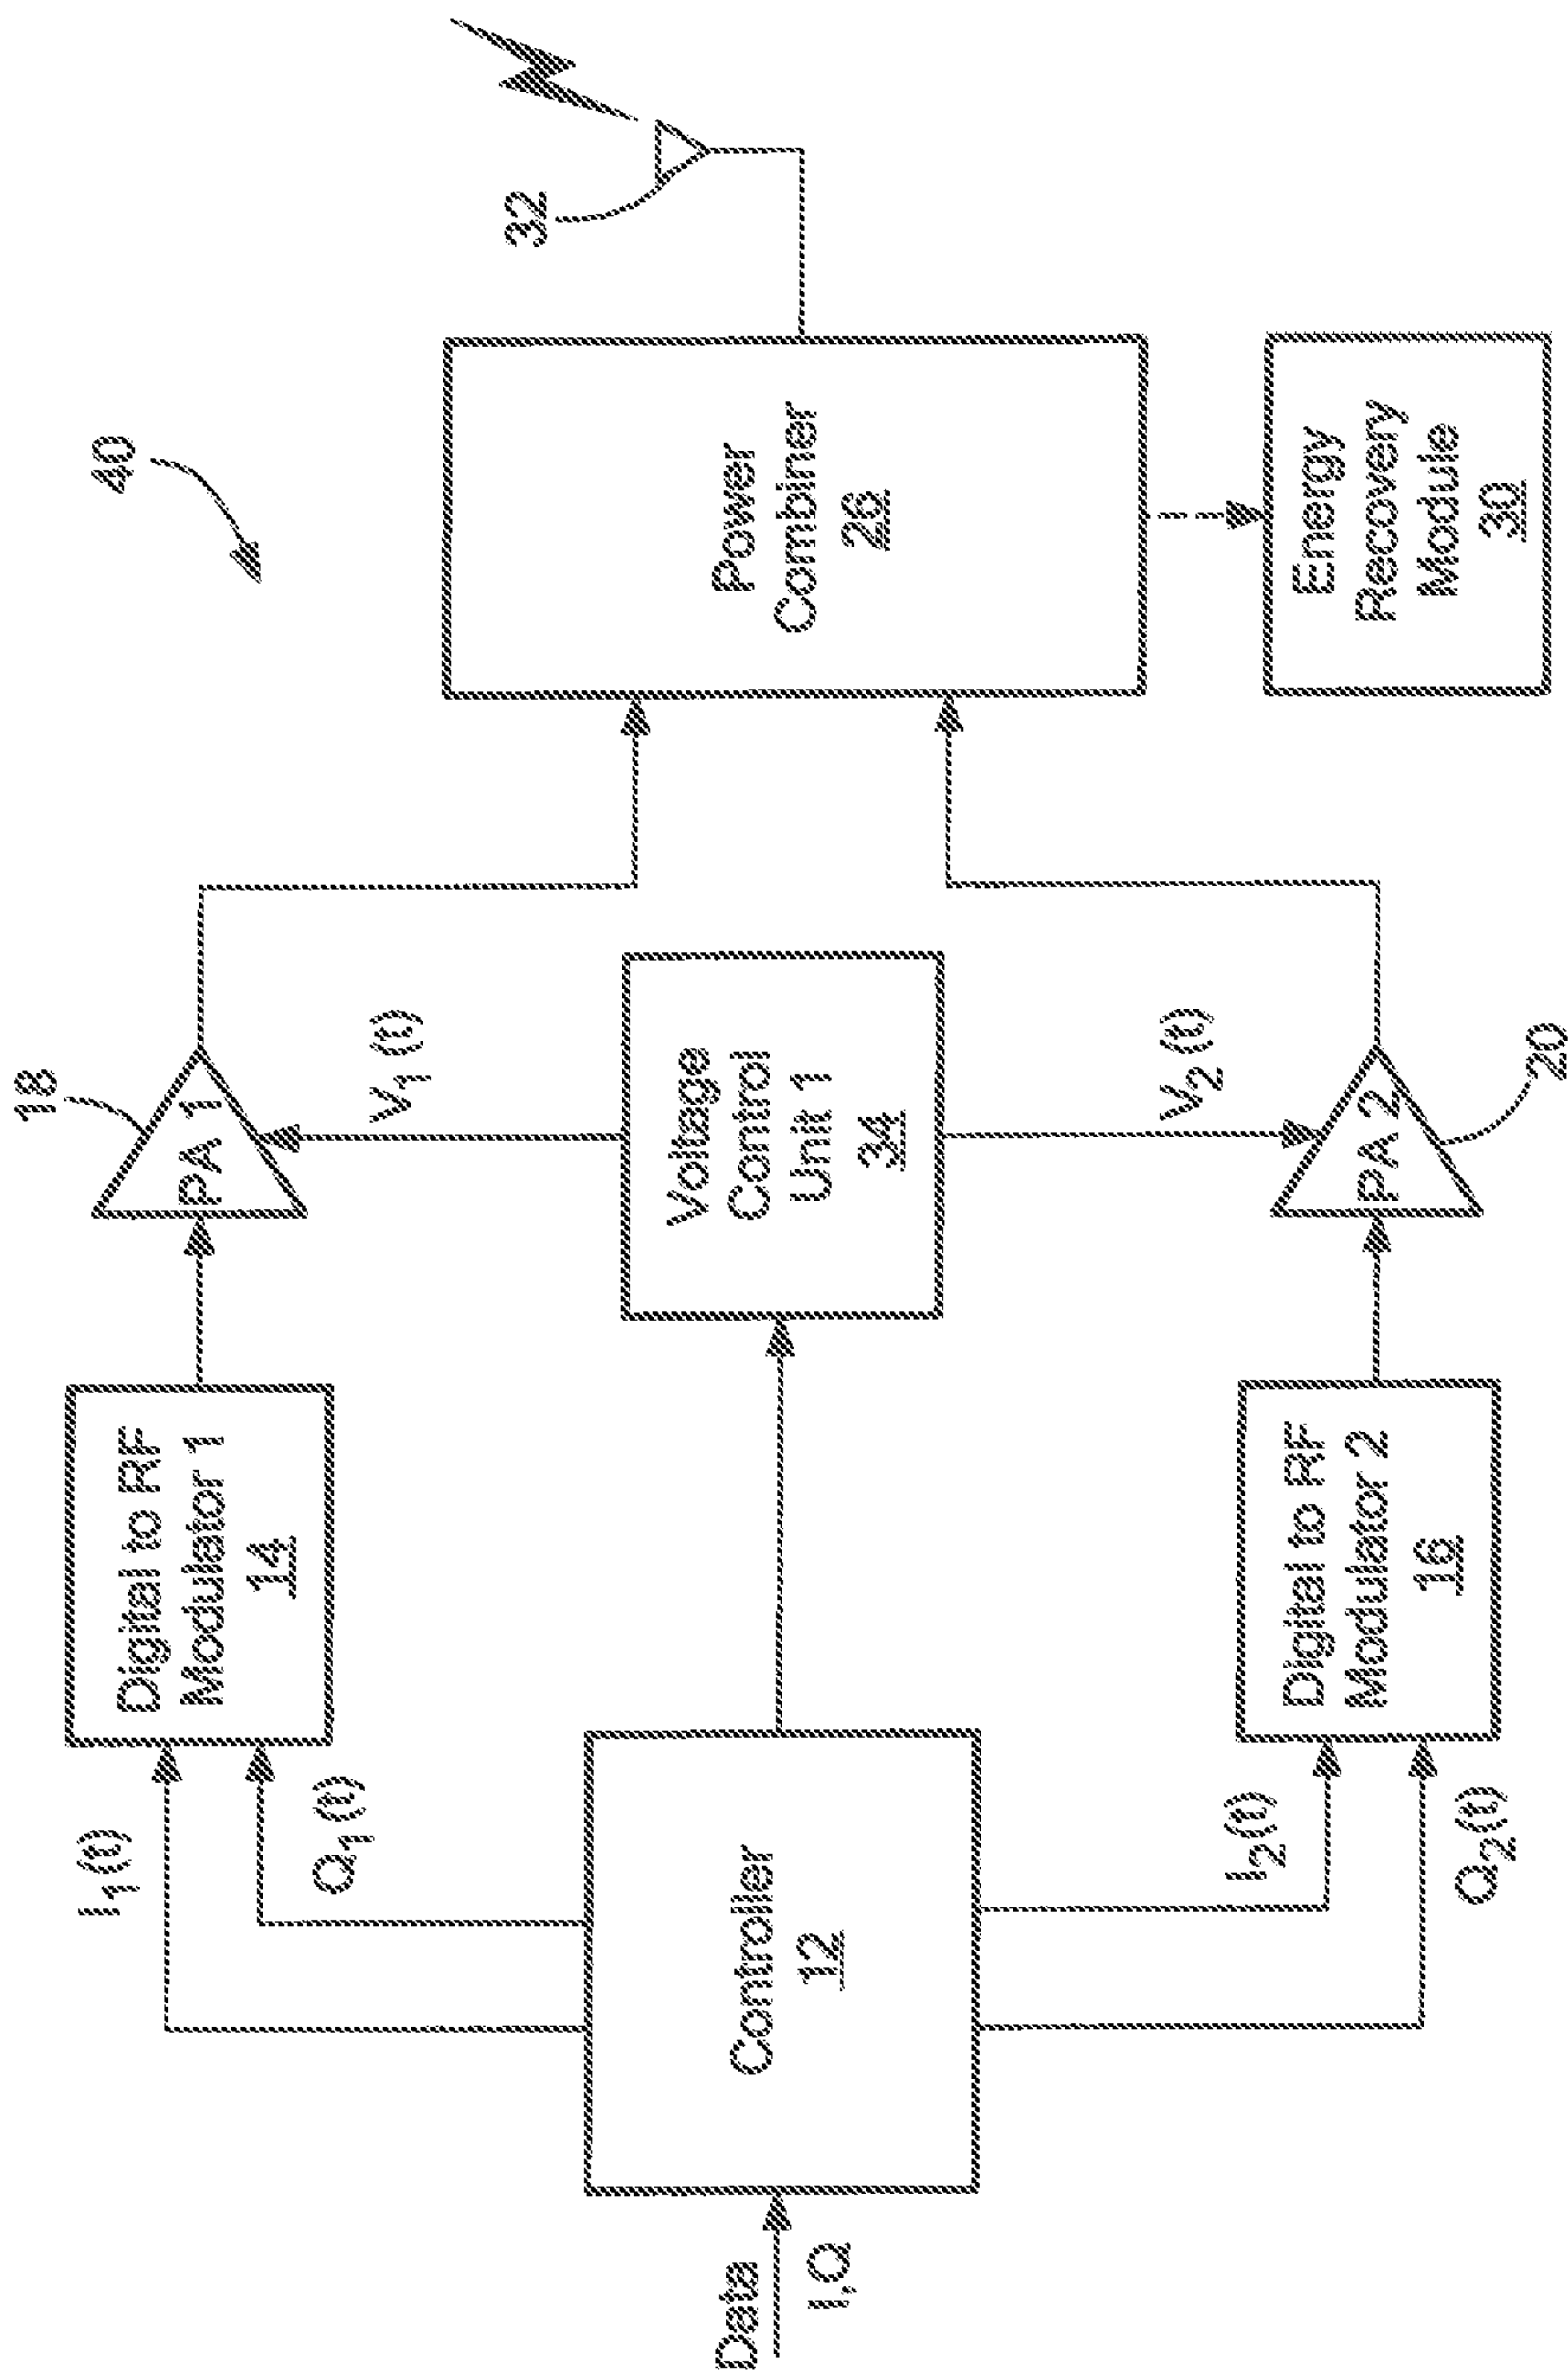 40
Data
I,Q
Controller
12
I1(t)
Q1(t)
I2(t)
Q2(t)
Digital to RF
Modulator 1
14
Digital to RF
Modulator 2
16
18
PA 1
V1(t)
Voltage
Control
Unit 1
34
V2(t)
PA 2
20
Power
Combiner
26
Energy
Recovery
Module
30
32